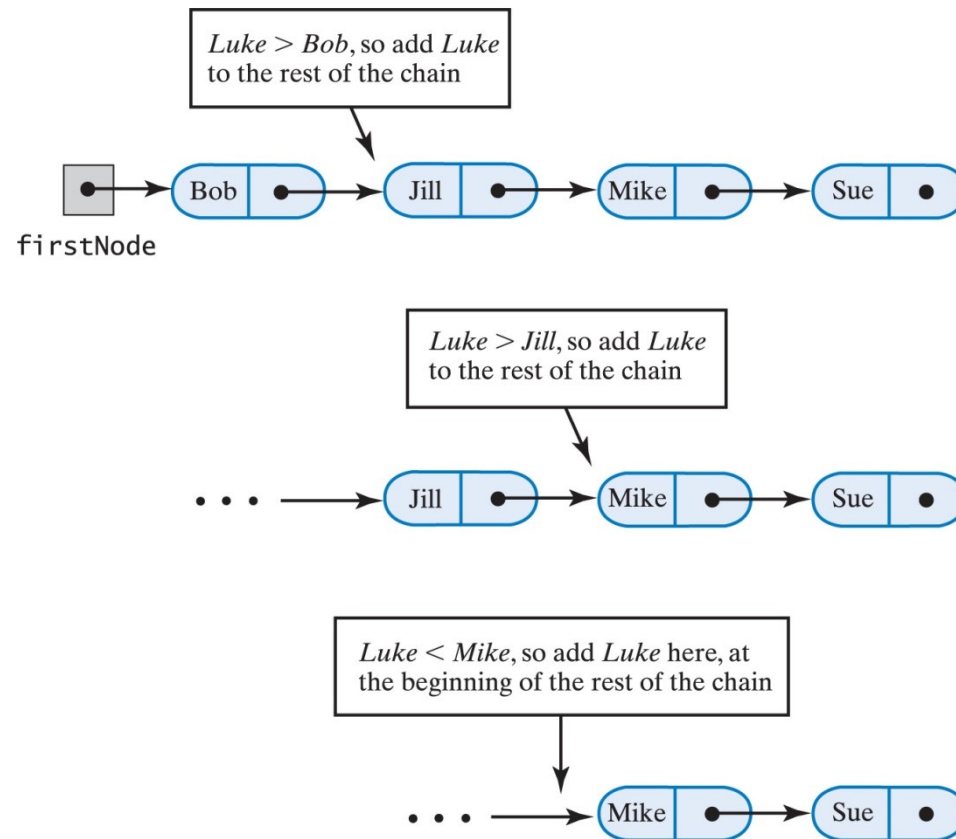 Luke > Bob, so add Luke
to the rest of the chain
Bob
Jill
Mike
Sue
firstNode
Luke > Jill, so add Luke
to the rest of the chain
Jill
Mike
Sue
Luke < Mike, so add Luke here, at
the beginning of the rest of the chain
Mike
Sue